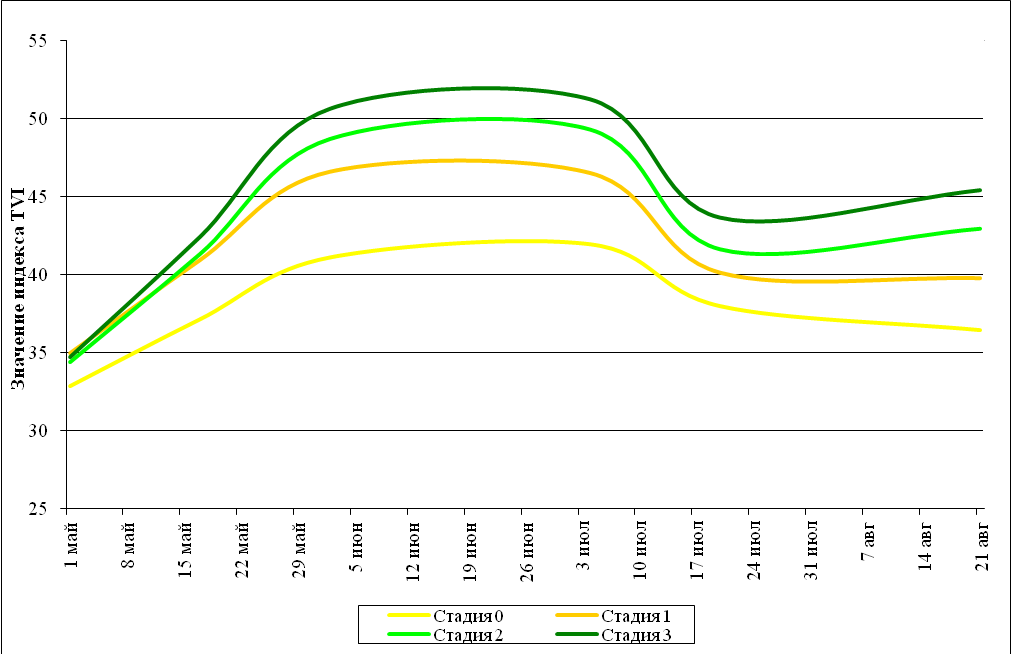 Значение индекса TVI
55
50
45
40
35
30
25
1 май
8 май
15 май
22 май
29 май
5 июн
12 июн
19 июн
26 июн
3 июл
10 июл
17 июл
24 июл
31 июл
7 авг
14 авг
21 авг
Стадия 0 Стадия 1
Стадия 2 Стадия 3